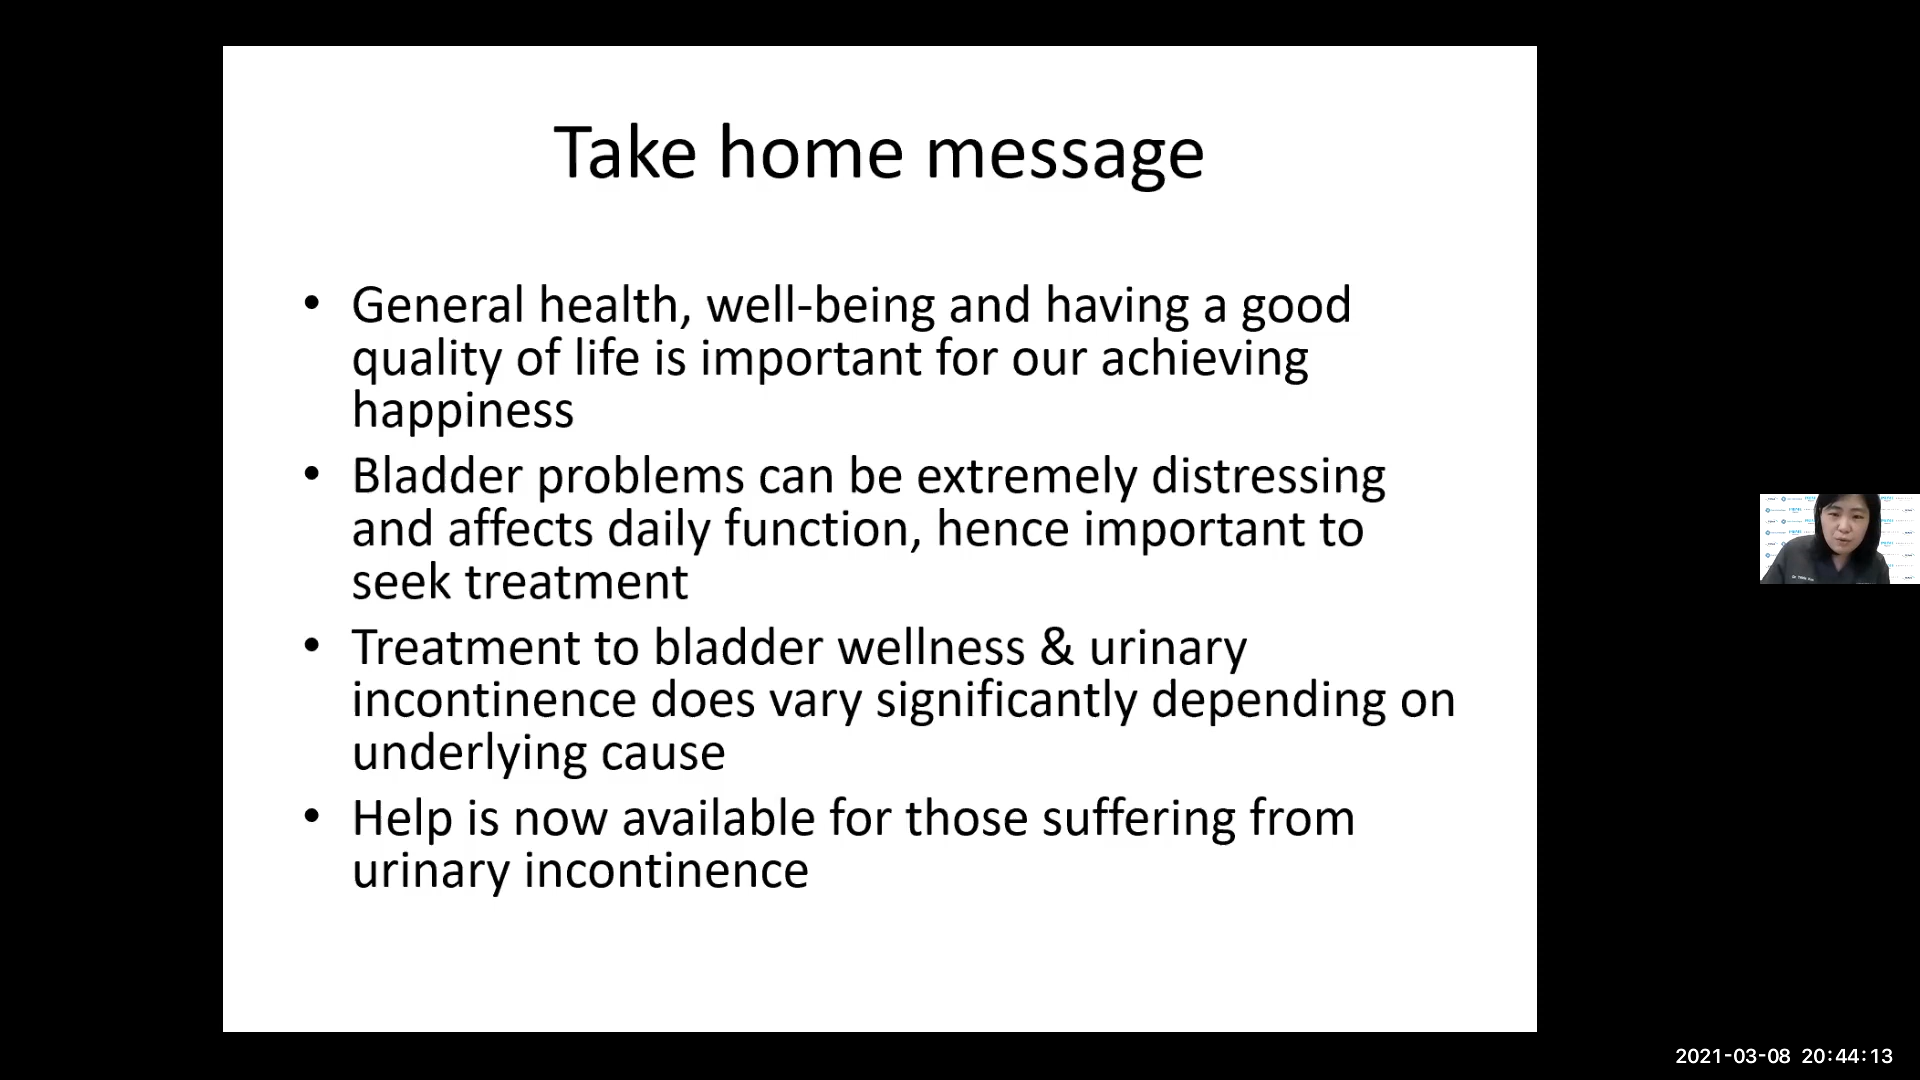 Take home message
• General health, well-being and having a good
quality of life is important for our achieving
happiness
• Bladder problems can be extremely distressing
and affects daily function, hence important to
seek treatment
• Treatment to bladder wellness & urinary
incontinence does vary significantly depending on
underlying cause
• Help is now available for those suffering from
urinary incontinence
2021-03-08 20:44:13